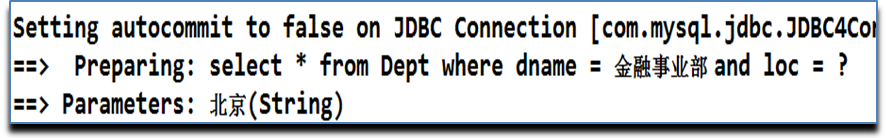 Setting autocommit to false on JDBC Connection [com.mysql.jdbc.JDBC4Co
==>  Preparing: select * from Dept where dname = 金融事业部 and loc = ?
==> Parameters: 北京(String)